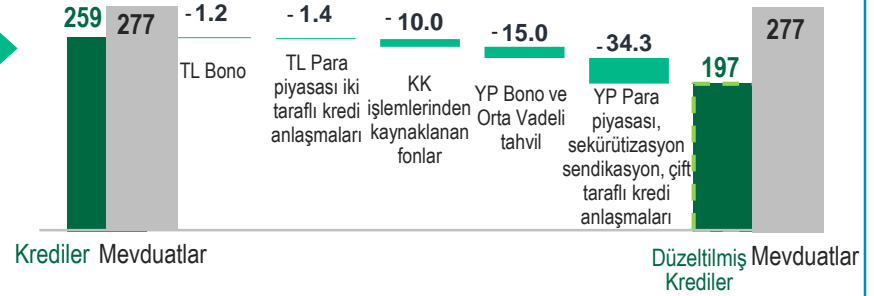 259
277
-1.2
TL Bono
-1.4
TL Para
piyasası iki
taraflı kredi
anlaşmaları
-10.0
KK
işlemlerinden
kaynaklanan
fonlar
-15.0
YP Bono ve
Orta Vadeli
tahvil
-34.3
YP Para
piyasası,
sekürütizasyon
sendikasyon, çift
taraflı kredi
anlaşmaları
197
277
Krediler Mevduatlar
Düzeltilmiş Mevduatlar
Krediler